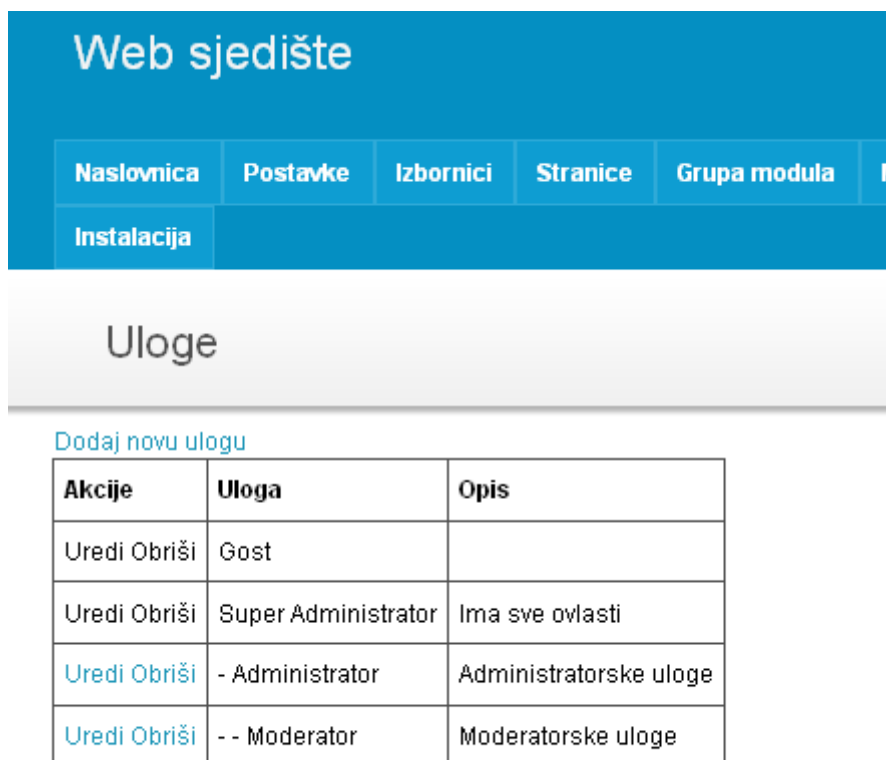 Web sjedište
Naslovnica Postavke Izbornici Stranice Grupa modula
Instalacija
Uloge
Dodaj novu ulogu
Akcije Uloga Opis
Uredi Obriši Gost
Uredi Obriši Super Administrator Ima sve ovlasti
Uredi Obriši - Administrator Administratorske uloge
Uredi Obriši - - Moderator Moderatorske uloge